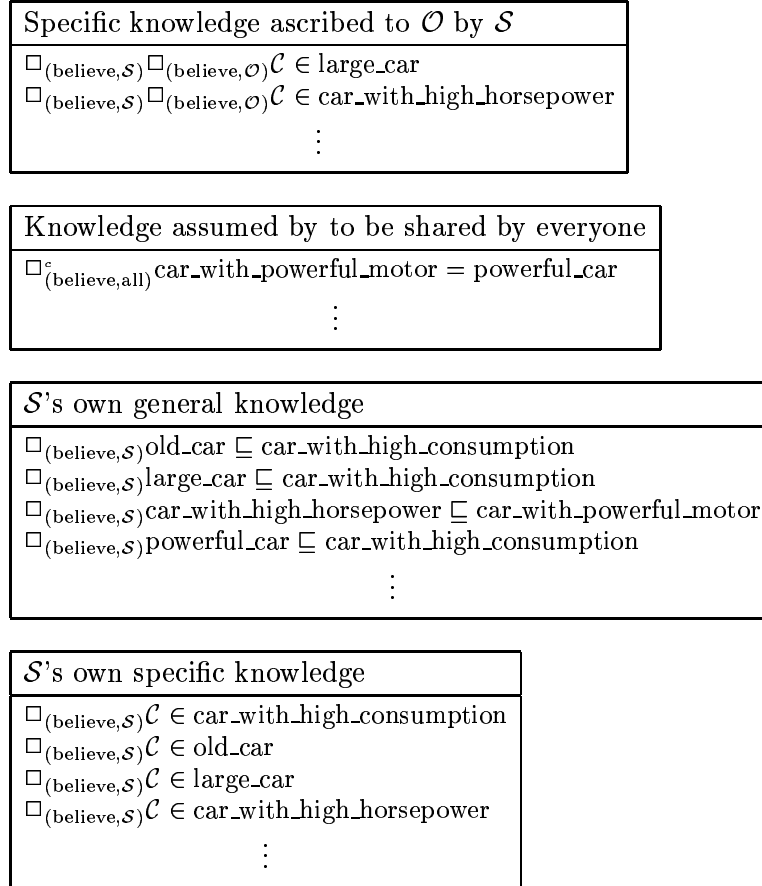 Specific knowledge ascribed to 𝒪 by 𝒮
□(believe,𝒮)□(believe,𝒪)𝒞 ∈ large_car
□(believe,𝒮)□(believe,𝒪)𝒞 ∈ car_with_high_horsepower
⋮
Knowledge assumed by to be shared by everyone
□ᶜ(believe,all)car_with_powerful_motor = powerful_car
⋮
𝒮's own general knowledge
□(believe,𝒮)old_car ⊑ car_with_high_consumption
□(believe,𝒮)large_car ⊑ car_with_high_consumption
□(believe,𝒮)car_with_high_horsepower ⊑ car_with_powerful_motor
□(believe,𝒮)powerful_car ⊑ car_with_high_consumption
⋮
𝒮's own specific knowledge
□(believe,𝒮)𝒞 ∈ car_with_high_consumption
□(believe,𝒮)𝒞 ∈ old_car
□(believe,𝒮)𝒞 ∈ large_car
□(believe,𝒮)𝒞 ∈ car_with_high_horsepower
⋮